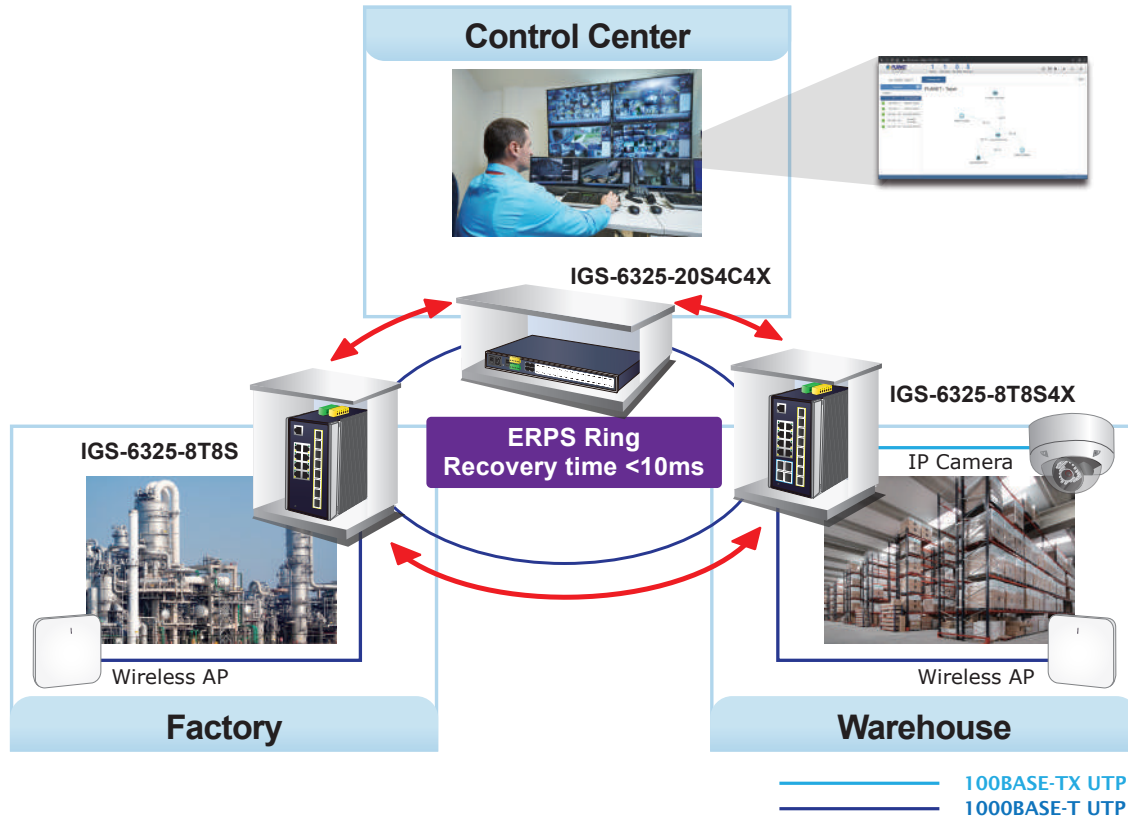 Control Center
PLANET
IGS-6325-20S4C4X
IGS-6325-8T8S4X
IGS-6325-8T8S
ERPS Ring
Recovery time <10ms
IP Camera
Wireless AP
Wireless AP
Factory
Warehouse
100BASE-TX UTP
1000BASE-T UTP